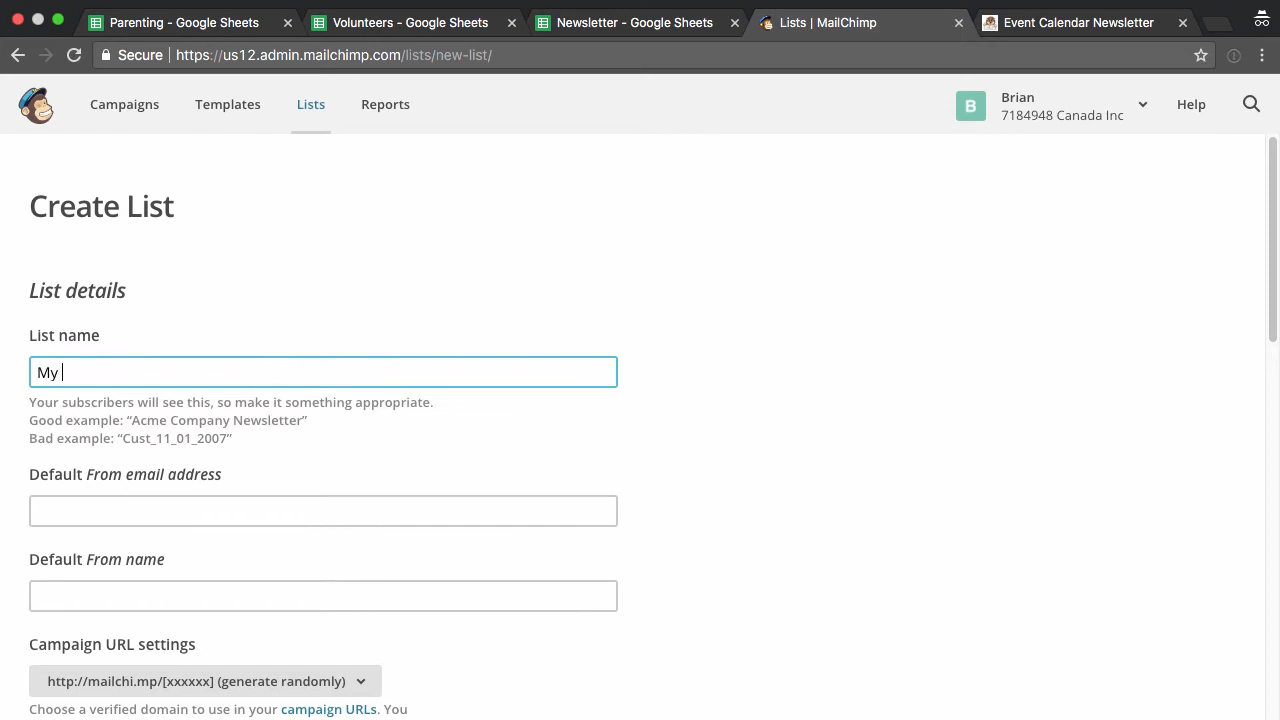 Parenting - Google Sheets
Volunteers - Google Sheets
Newsletter - Google Sheets
Lists | MailChimp
Event Calendar Newsletter
Secure https://us12.admin.mailchimp.com/lists/new-list/
Campaigns
Templates
Lists
Reports
B
Brian
7184948 Canada Inc
Help
Create List
List details
List name
My
Your subscribers will see this, so make it something appropriate.
Good example: “Acme Company Newsletter”
Bad example: “Cust_11_01_2007”
Default From email address
Default From name
Campaign URL settings
http://mailchi.mp/[xxxxxx] (generate randomly)
Choose a verified domain to use in your campaign URLs. You